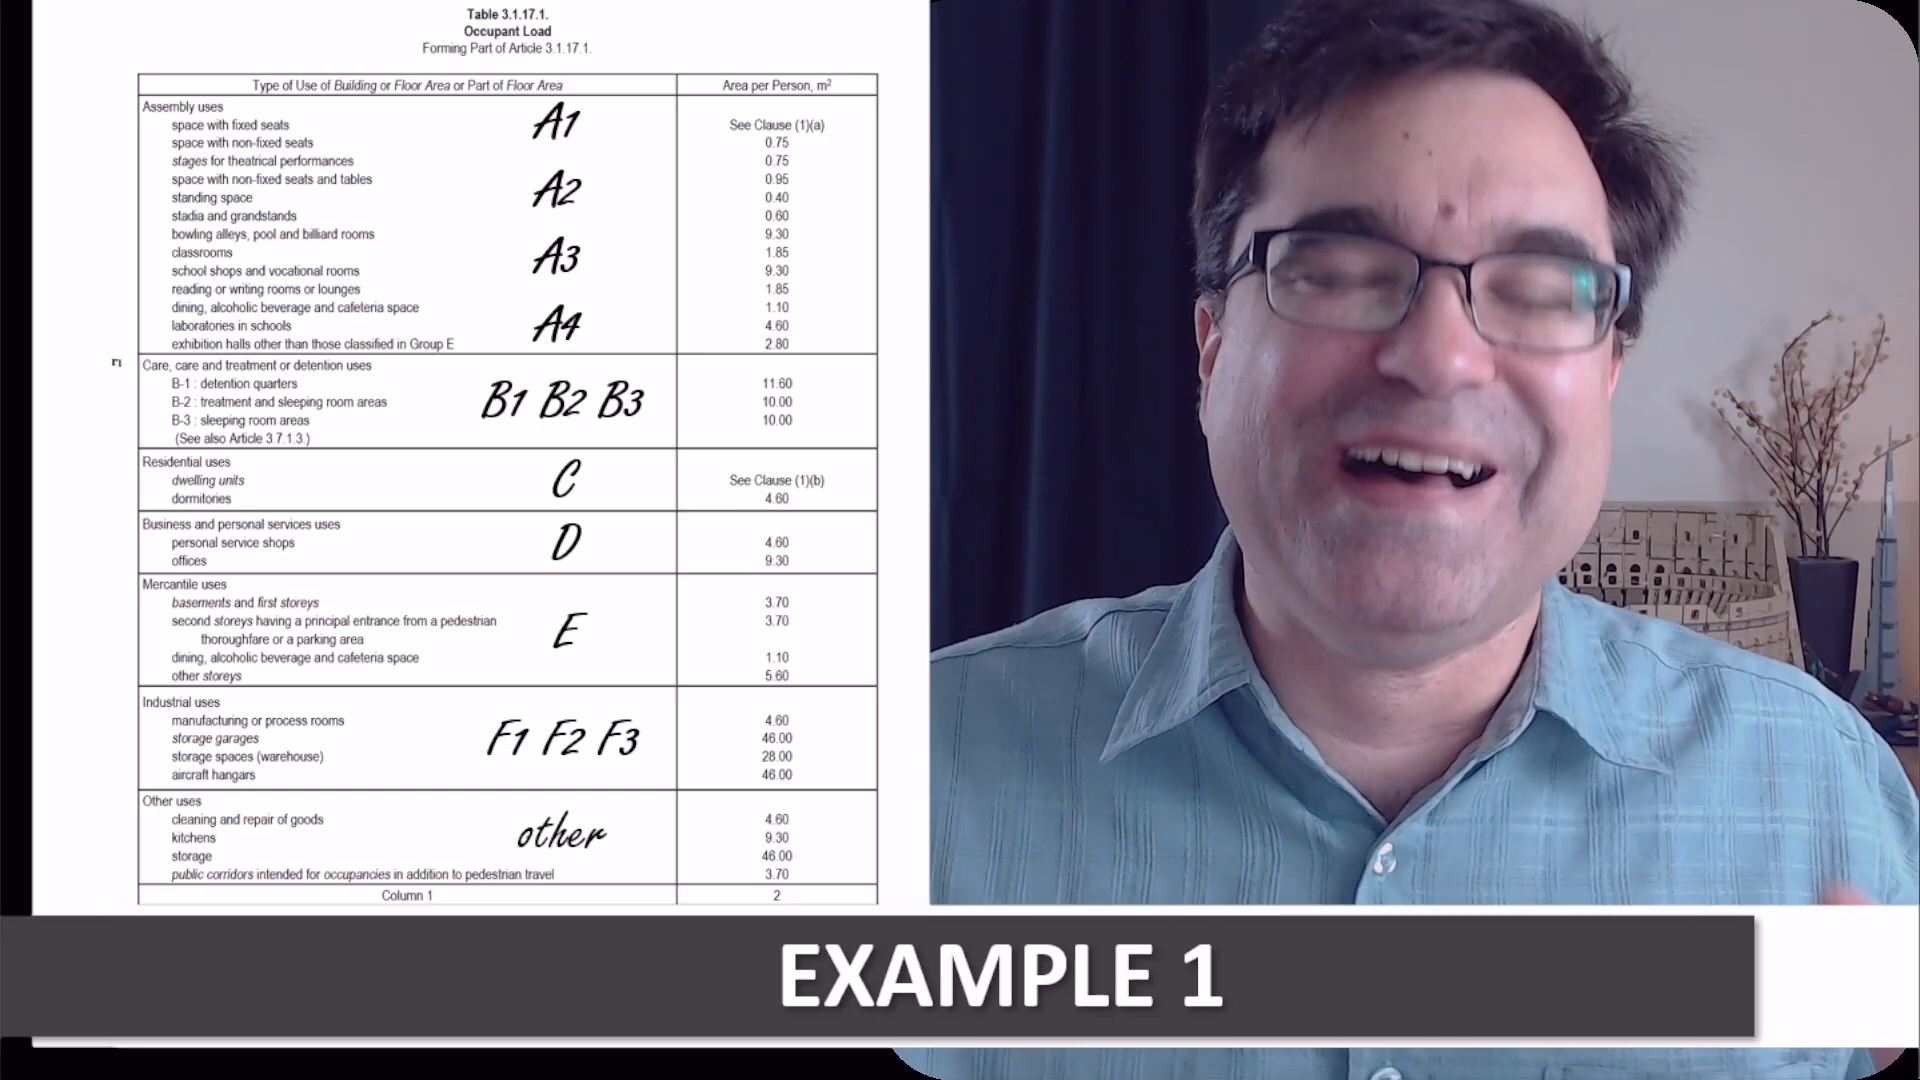 Table 3.1.17.1.
Occupant Load
Forming Part of Article 3.1.17.1.
Type of Use of Building or Floor Area or Part of Floor Area Area per Person, m²
Assembly uses
space with fixed seats See Clause (1)(a)
A1
space with non-fixed seats 0.75
stages for theatrical performances 0.75
space with non-fixed seats and tables 0.95
A2
standing space 0.40
stadia and grandstands 0.60
bowling alleys, pool and billiard rooms 9.30
classrooms 1.85
A3
school shops and vocational rooms 9.30
reading or writing rooms or lounges 1.85
dining, alcoholic beverage and cafeteria space 1.10
laboratories in schools 4.60
A4
exhibition halls other than those classified in Group E 2.80
r1 Care, care and treatment or detention uses
B-1 : detention quarters 11.60
B-2 : treatment and sleeping room areas 10.00
B1 B2 B3
B-3 : sleeping room areas 10.00
(See also Article 3.7.1.3.)
Residential uses
dwelling units See Clause (1)(b)
C
dormitories 4.60
Business and personal services uses
personal service shops 4.60
D
offices 9.30
Mercantile uses
basements and first storeys 3.70
second storeys having a principal entrance from a pedestrian 3.70
thoroughfare or a parking area
E
dining, alcoholic beverage and cafeteria space 1.10
other storeys 5.60
Industrial uses
manufacturing or process rooms 4.60
storage garages 46.00
F1 F2 F3
storage spaces (warehouse) 28.00
aircraft hangars 46.00
Other uses
cleaning and repair of goods 4.60
kitchens 9.30
other
storage 46.00
public corridors intended for occupancies in addition to pedestrian travel 3.70
Column 1 2
EXAMPLE 1